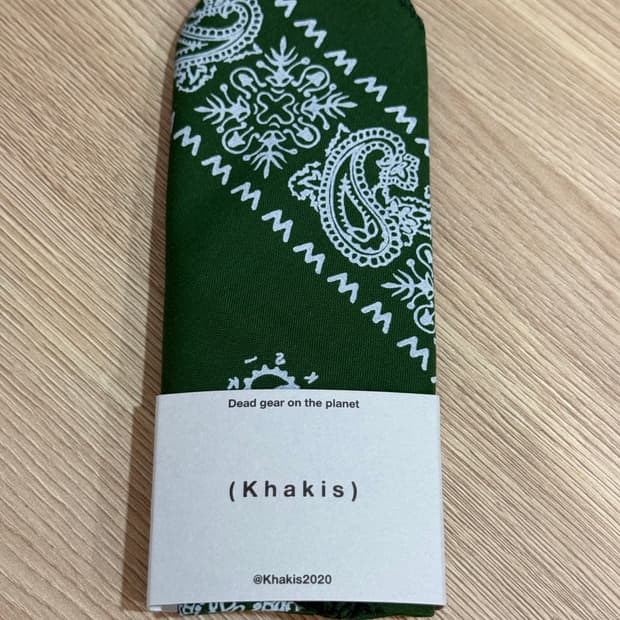 Dead gear on the planet
(Khakis)
@Khakis2020